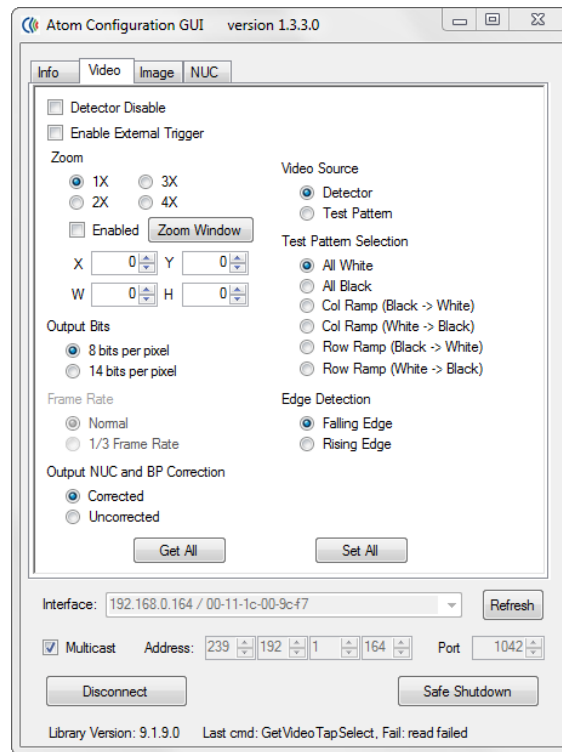 Atom Configuration GUI version 1.3.3.0
Info Video Image NUC
Detector Disable
Enable External Trigger
Zoom
1X 3X
2X 4X
Enabled Zoom Window
X 0 Y 0
W 0 H 0
Output Bits
8 bits per pixel
14 bits per pixel
Frame Rate
Normal
1/3 Frame Rate
Output NUC and BP Correction
Corrected
Uncorrected
Video Source
Detector
Test Pattern
Test Pattern Selection
All White
All Black
Col Ramp (Black -> White)
Col Ramp (White -> Black)
Row Ramp (Black -> White)
Row Ramp (White -> Black)
Edge Detection
Falling Edge
Rising Edge
Get All Set All
Interface: 192.168.0.164 / 00-11-1c-00-9c-f7 Refresh
Multicast Address: 239 192 1 164 Port 1042
Disconnect Safe Shutdown
Library Version: 9.1.9.0 Last cmd: GetVideoTapSelect, Fail: read failed